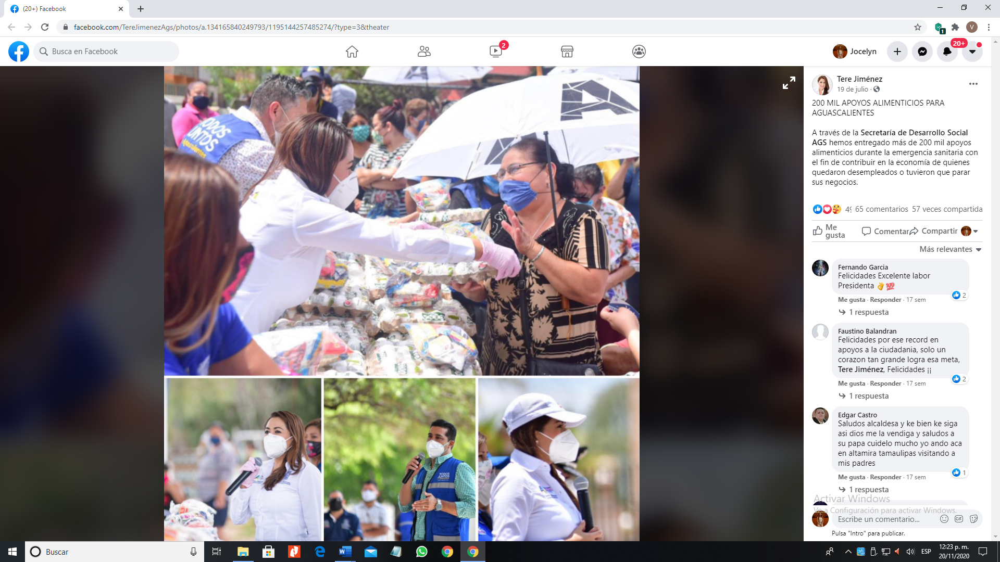 (20+) Facebook
facebook.com/TereJimenezAgs/photos/a.134165840249793/1195144257485274/?type=3&theater
1
V
Busca en Facebook
2
Jocelyn
20+
TODOS
JUNTOS
Aguascalientes
A
Tere Jiménez
19 de julio ·
200 MIL APOYOS ALIMENTICIOS PARA
AGUASCALIENTES
A través de la Secretaría de Desarrollo Social
AGS hemos entregado más de 200 mil apoyos
alimenticios durante la emergencia sanitaria con
el fin de contribuir en la economía de quienes
quedaron desempleados o tuvieron que parar
sus negocios.
65 comentarios 57 veces compartida
Me
gusta
Comentar
Compartir
Más relevantes
Fernando Garcia
Felicidades Excelente labor
Presidenta 👌💯
2
Me gusta · Responder · 17 sem
1 respuesta
Faustino Balandran
Felicidades por ese record en
apoyos a la ciudadania, solo un
corazon tan grande logra esa meta,
Tere Jiménez, Felicidades ¡¡
2
Me gusta · Responder · 17 sem
1 respuesta
Edgar Castro
Saludos alcaldesa y ke bien ke siga
asi dios me la vendiga y saludos a
su papa cuidelo mucho yo ando aca
en altamira tamaulipas visitando a
mis padres
1
Me gusta · Responder · 17 sem
1 respuesta
Activar Windows
Ve a Configuración para activar Windows.
Escribe un comentario...
GIF
Pulsa "Intro" para publicar.
TODOS
JUNTOS
Buscar
ESP
12:23 p. m.
20/11/2020